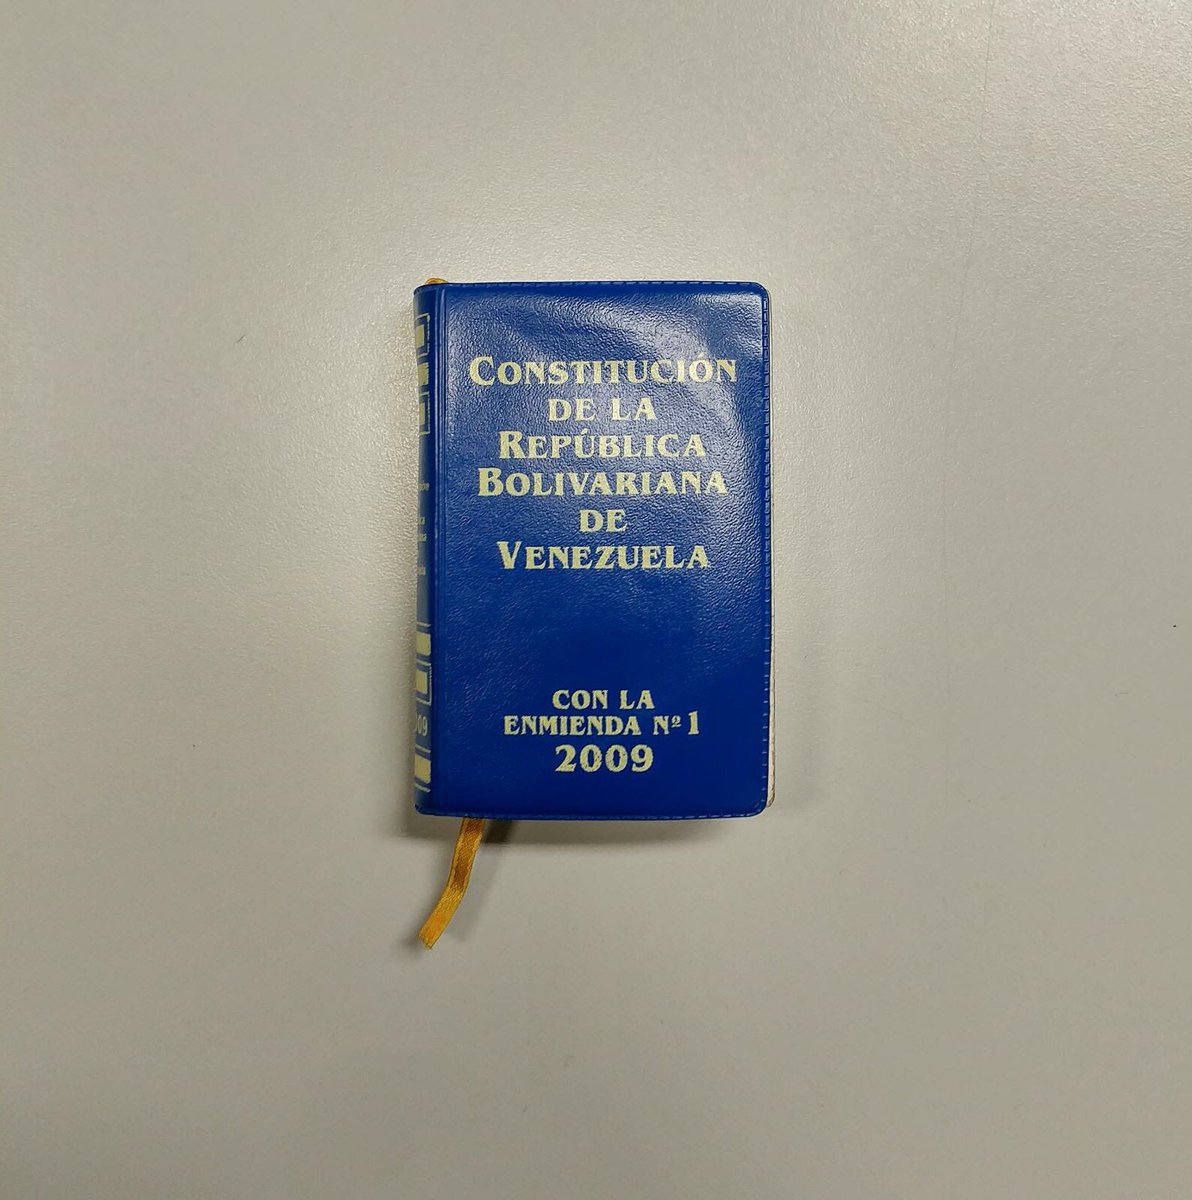 CONSTITUCIÓN
DE LA
REPÚBLICA
BOLIVARIANA
DE
VENEZUELA
CON LA
ENMIENDA Nº 1
2009